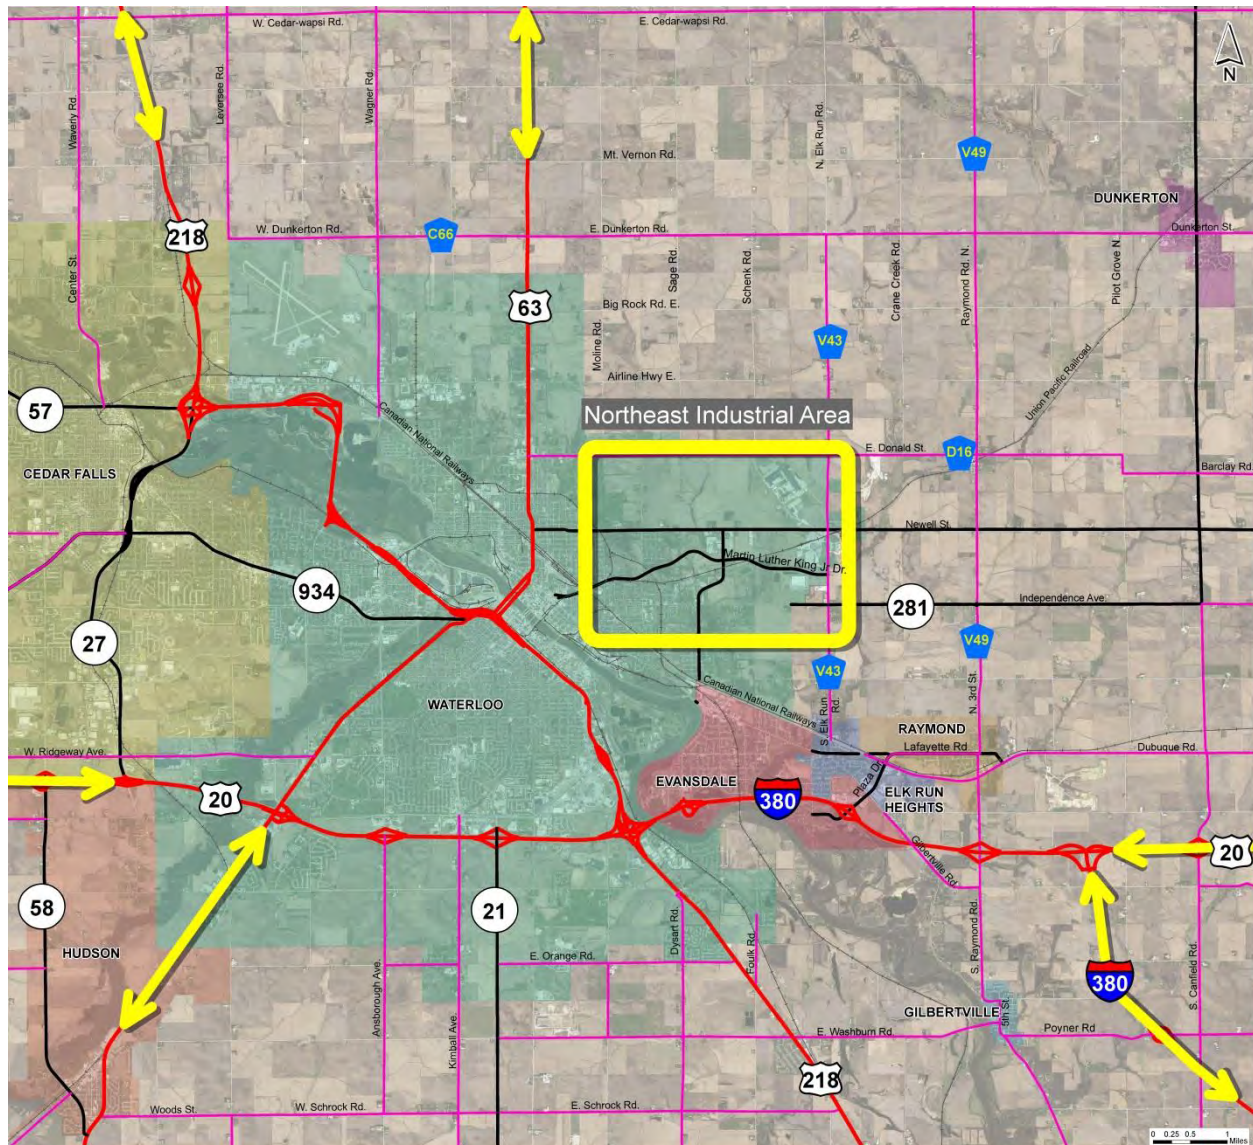 W. Cedar-wapsi Rd.
E. Cedar-wapsi Rd.
N
Waverly Rd.
Leversee Rd.
Wagner Rd.
N. Elk Run Rd.
Mt. Vernon Rd.
V49
DUNKERTON
218
W. Dunkerton Rd.
C66
E. Dunkerton Rd.
Dunkerton St.
Center St.
Sage Rd.
Schenk Rd.
Crane Creek Rd.
Raymond Rd. N.
Pilot Grove N.
63
Big Rock Rd. E.
Moline Rd.
V43
Airline Hwy E.
Union Pacific Railroad
57
Canadian National Railways
Northeast Industrial Area
E. Donald St.
D16
Barclay Rd
CEDAR FALLS
Newell St.
Martin Luther King Jr Dr.
934
281
Independence Ave.
27
V49
V43
N. 3rd St.
Canadian National Railways
WATERLOO
S. Elk Run
Rd.
RAYMOND
Lafayette Rd
Dubuque Rd.
W. Ridgeway Ave.
EVANSDALE
Plaza Dr.
ELK RUN
HEIGHTS
20
380
20
Gilbertville Rd.
58
21
HUDSON
Ansborough Ave.
Kimball Ave.
E. Orange Rd.
Dysart Rd.
Foulk Rd.
S. Raymond Rd.
S. Canfield Rd.
380
GILBERTVILLE
5th St.
E. Washburn Rd.
Poyner Rd
218
Woods St.
W. Schrock Rd.
E. Schrock Rd.
0 0.25 0.5 1
Miles